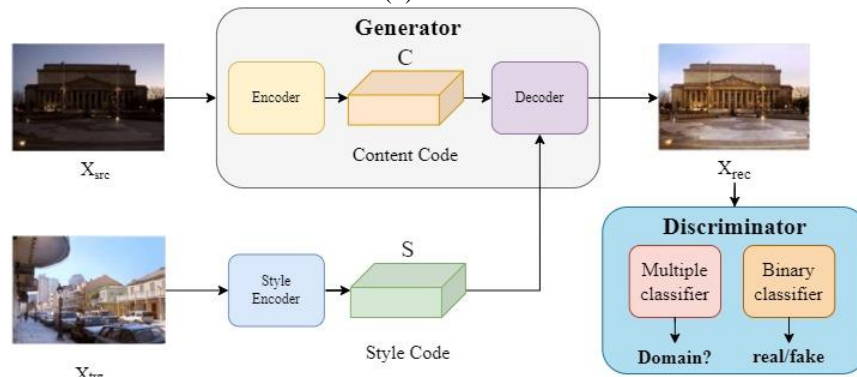 Generator
C
Encoder
Decoder
Content Code
X_src
X_rec
Discriminator
Multiple
classifier
Binary
classifier
Domain?
real/fake
S
Style
Encoder
Style Code